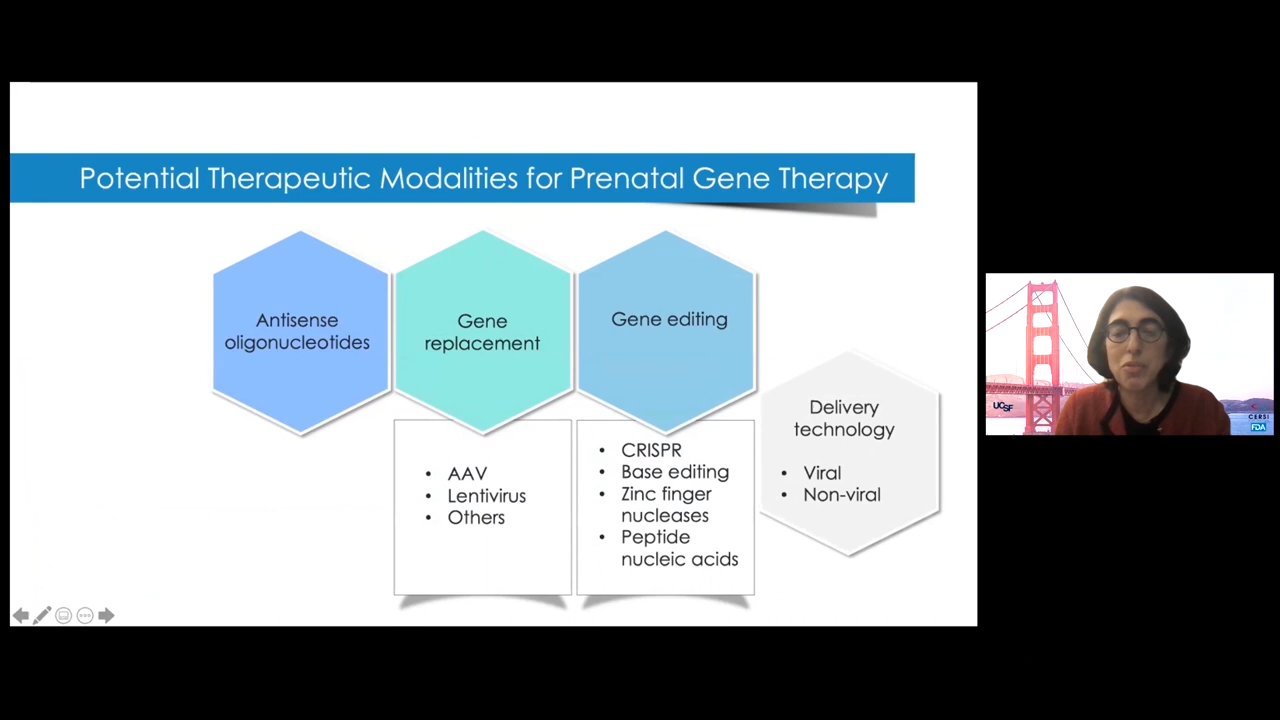 Potential Therapeutic Modalities for Prenatal Gene Therapy
Antisense
oligonucleotides
Gene
replacement
Gene editing
Delivery
technology
• Viral
• Non-viral
• AAV
• Lentivirus
• Others
• CRISPR
• Base editing
• Zinc finger
nucleases
• Peptide
nucleic acids
UCSF
CERSI
FDA